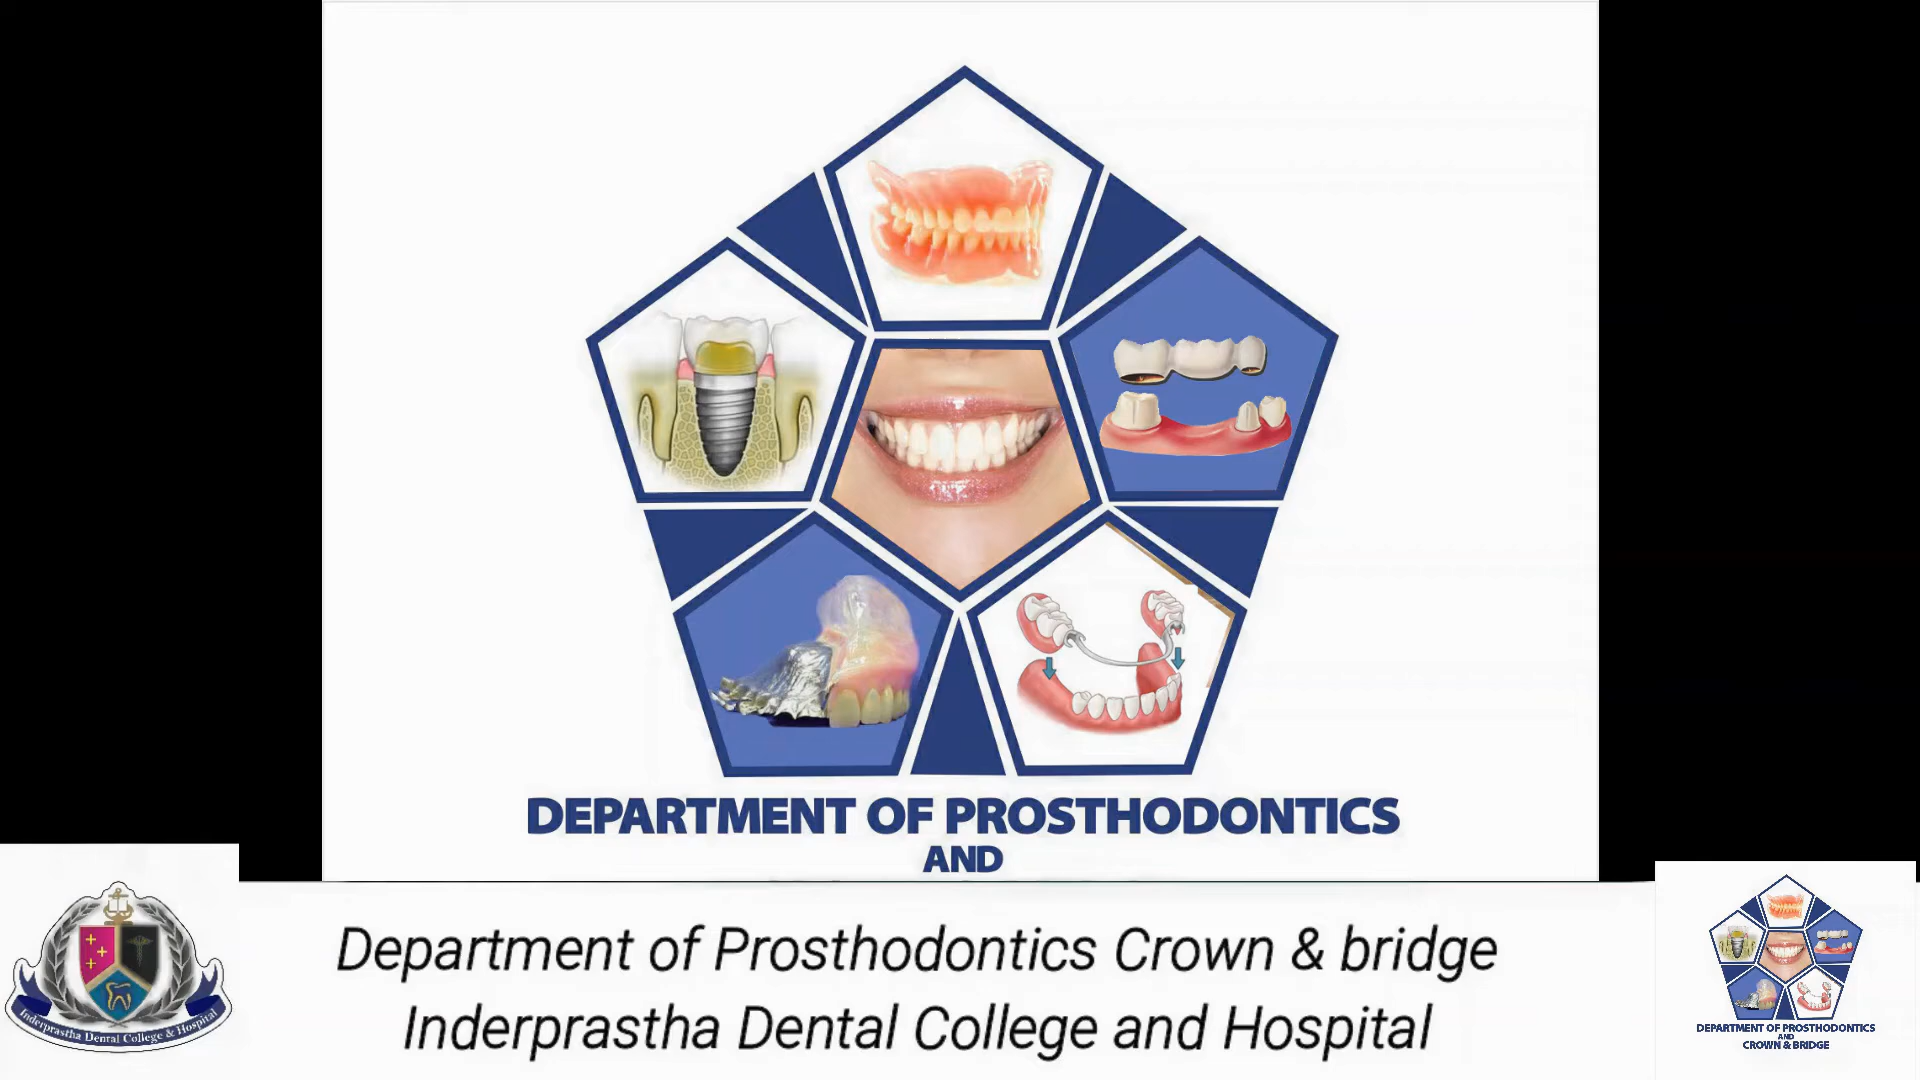 DEPARTMENT OF PROSTHODONTICS
AND
Department of Prosthodontics Crown & bridge
Inderprastha Dental College and Hospital
Inderprastha Dental College & Hospital
DEPARTMENT OF PROSTHODONTICS
AND
CROWN & BRIDGE